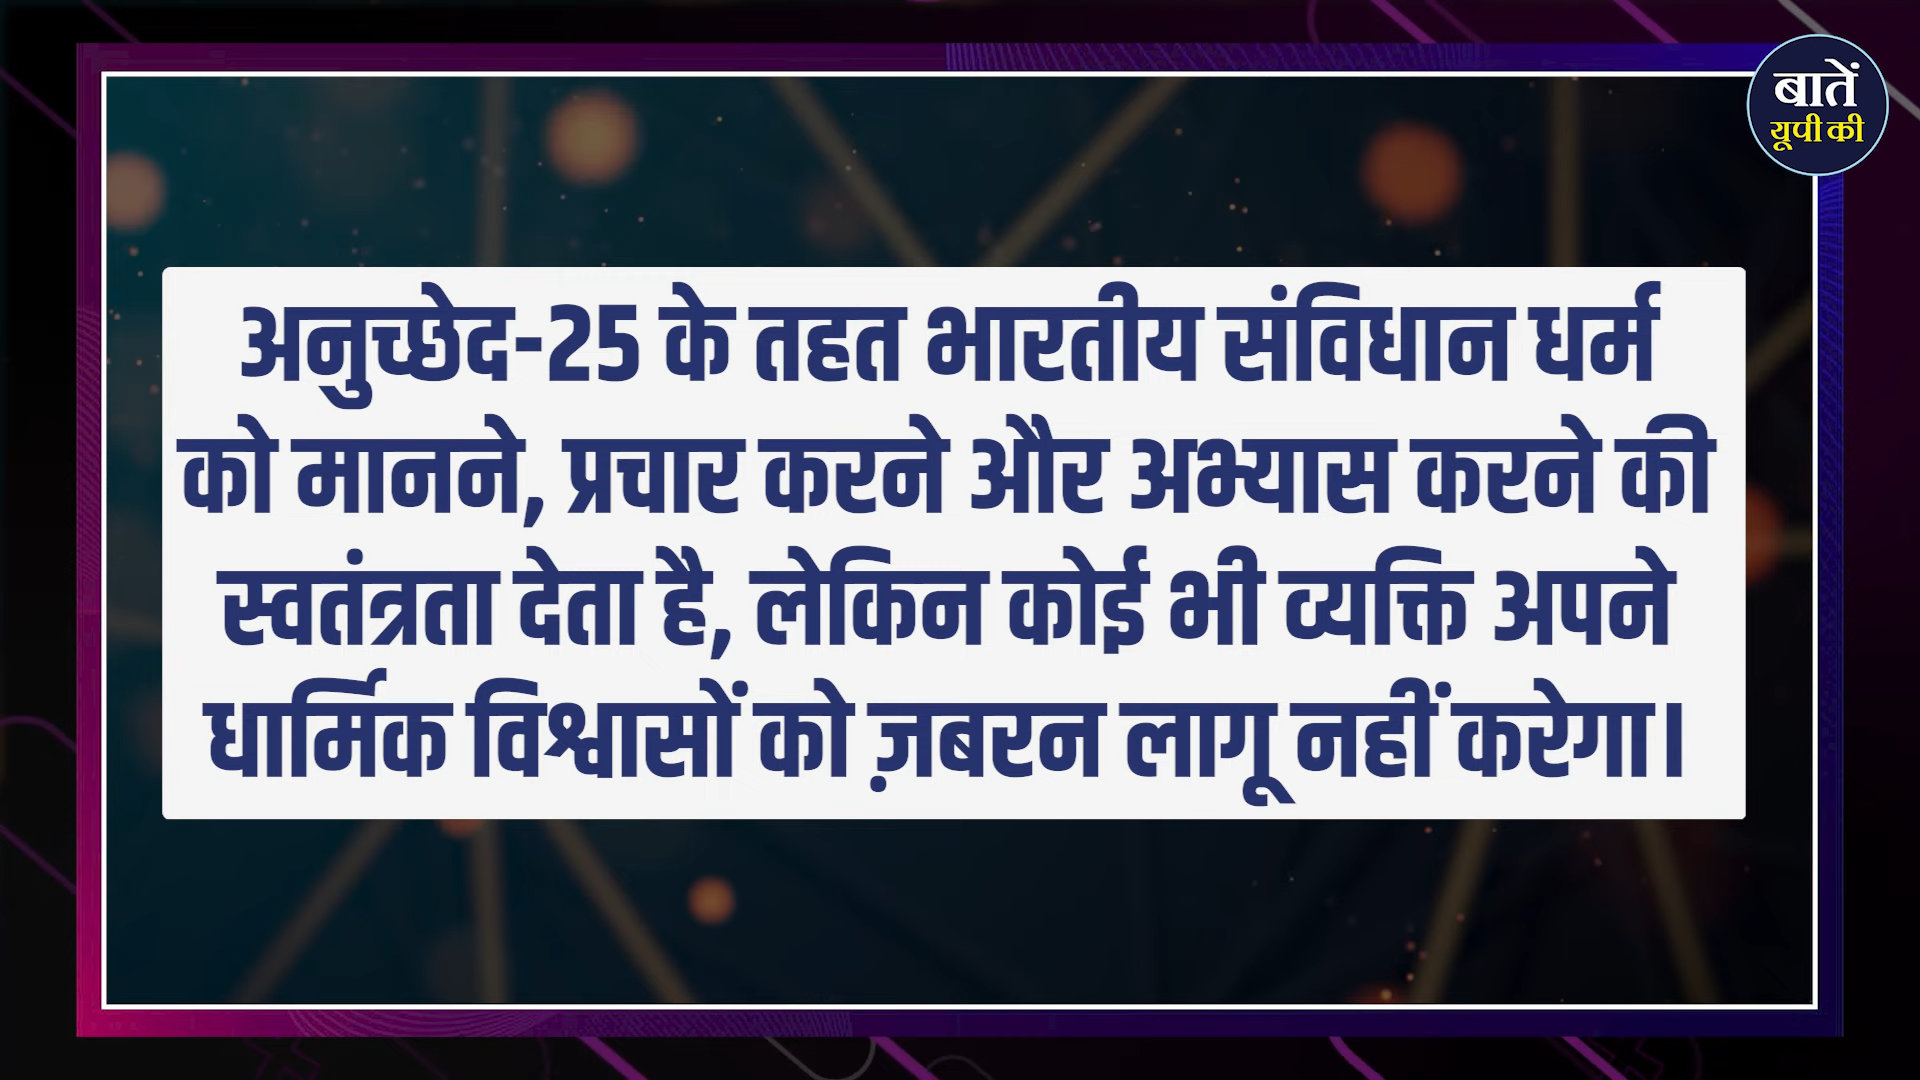 बातें
यूपी की
अनुच्छेद-25 के तहत भारतीय संविधान धर्म
को मानने, प्रचार करने और अभ्यास करने की
स्वतंत्रता देता है, लेकिन कोई भी व्यक्ति अपने
धार्मिक विश्वासों को ज़बरन लागू नहीं करेगा।